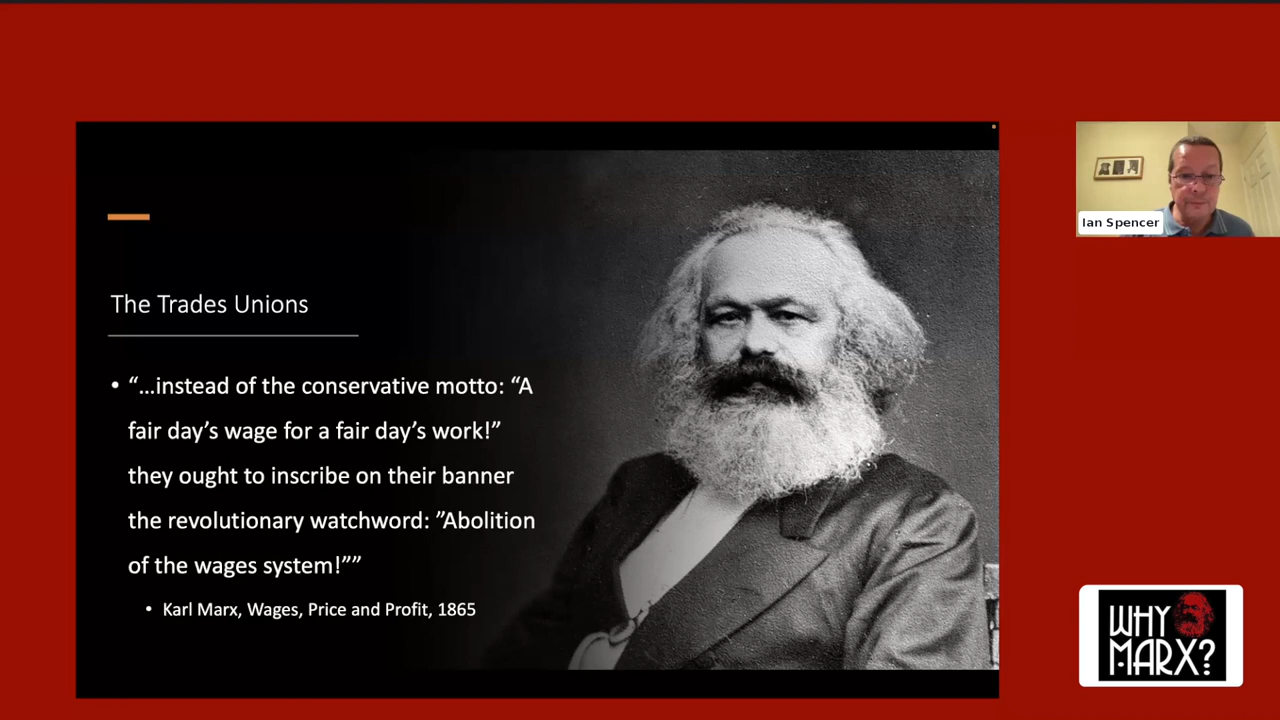 The Trades Unions
• “…instead of the conservative motto: “A
fair day’s wage for a fair day’s work!”
they ought to inscribe on their banner
the revolutionary watchword: ”Abolition
of the wages system!””
• Karl Marx, Wages, Price and Profit, 1865
Ian Spencer
WHY
MARX?